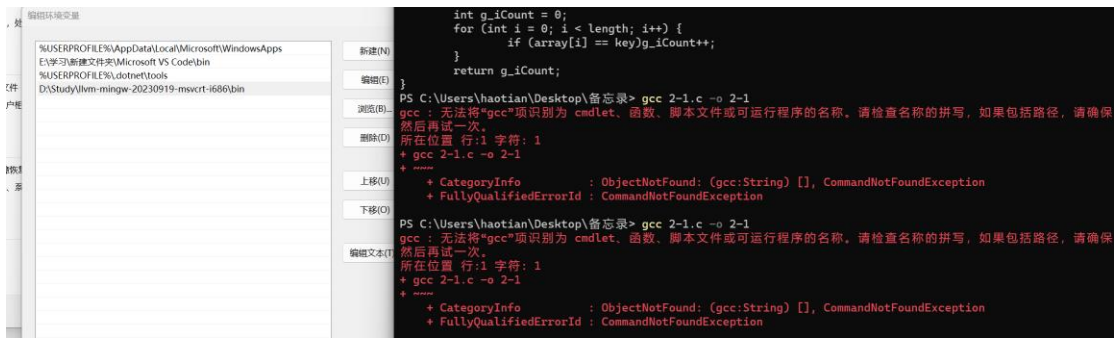 编辑环境变量
%USERPROFILE%\AppData\Local\Microsoft\WindowsApps
E:\学习\新建文件夹\Microsoft VS Code\bin
%USERPROFILE%\.dotnet\tools
D:\Study\llvm-mingw-20230919-msvcrt-i686\bin
新建(N)
编辑(E)
浏览(B)...
删除(D)
上移(U)
下移(O)
编辑文本(T)
int g_iCount = 0;
for (int i = 0; i < length; i++) {
if (array[i] == key)g_iCount++;
}
return g_iCount;
}
PS C:\Users\haotian\Desktop\备忘录> gcc 2-1.c -o 2-1
gcc : 无法将“gcc”项识别为 cmdlet、函数、脚本文件或可运行程序的名称。请检查名称的拼写，如果包括路径，请确保
然后再试一次。
所在位置 行:1 字符: 1
+ gcc 2-1.c -o 2-1
+ ~~~
+ CategoryInfo : ObjectNotFound: (gcc:String) [], CommandNotFoundException
+ FullyQualifiedErrorId : CommandNotFoundException
PS C:\Users\haotian\Desktop\备忘录> gcc 2-1.c -o 2-1
gcc : 无法将“gcc”项识别为 cmdlet、函数、脚本文件或可运行程序的名称。请检查名称的拼写，如果包括路径，请确保
然后再试一次。
所在位置 行:1 字符: 1
+ gcc 2-1.c -o 2-1
+ ~~~
+ CategoryInfo : ObjectNotFound: (gcc:String) [], CommandNotFoundException
+ FullyQualifiedErrorId : CommandNotFoundException